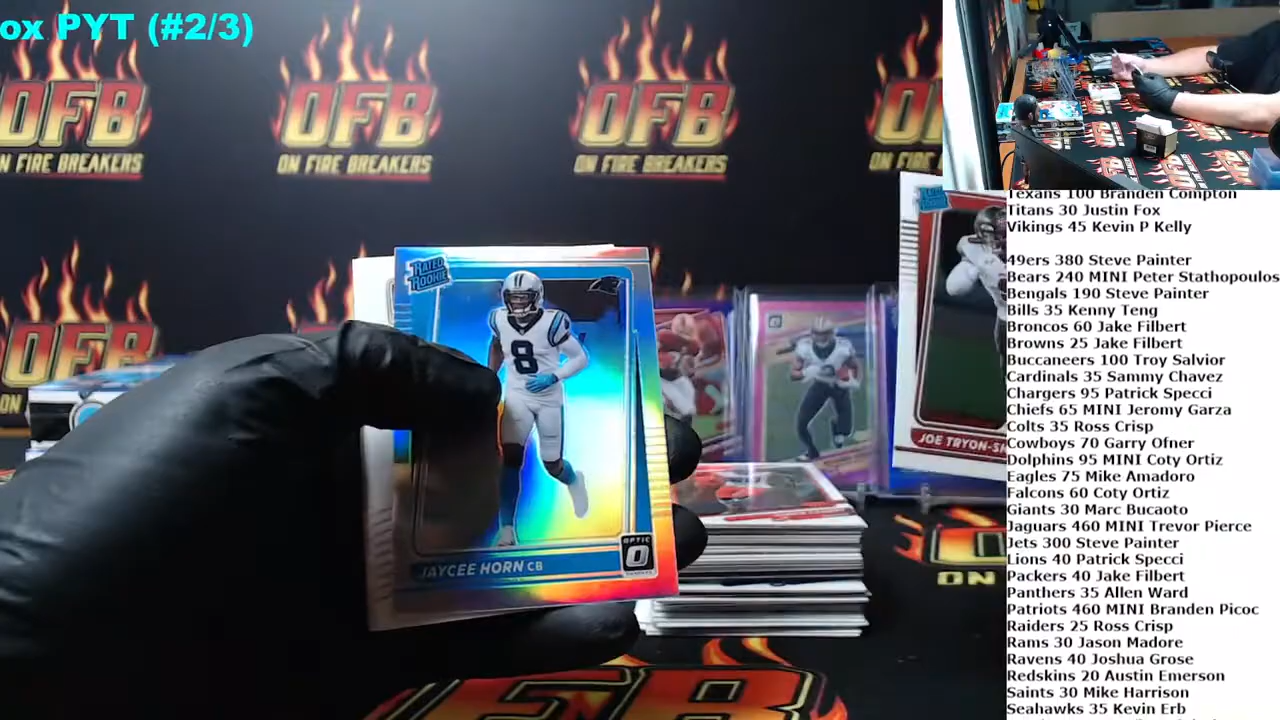 ox PYT (#2/3)
OFB
ON FIRE BREAKERS
OFB
ON FIRE BREAKERS
OFB
ON FIRE BREAKERS
ON FIRE
Texans 100 Branden Compton
Titans 30 Justin Fox
Vikings 45 Kevin P Kelly
49ers 380 Steve Painter
Bears 240 MINI Peter Stathopoulos
Bengals 190 Steve Painter
Bills 35 Kenny Teng
Broncos 60 Jake Filbert
Browns 25 Jake Filbert
Buccaneers 100 Troy Salvior
Cardinals 35 Sammy Chavez
Chargers 95 Patrick Specci
Chiefs 65 MINI Jeromy Garza
Colts 35 Ross Crisp
Cowboys 70 Garry Ofner
Dolphins 95 MINI Coty Ortiz
Eagles 75 Mike Amadoro
Falcons 60 Coty Ortiz
Giants 30 Marc Bucaoto
Jaguars 460 MINI Trevor Pierce
Jets 300 Steve Painter
Lions 40 Patrick Specci
Packers 40 Jake Filbert
Panthers 35 Allen Ward
Patriots 460 MINI Branden Picoc
Raiders 25 Ross Crisp
Rams 30 Jason Madore
Ravens 40 Joshua Grose
Redskins 20 Austin Emerson
Saints 30 Mike Harrison
Seahawks 35 Kevin Erb
RATED
ROOKIE
8
JAYCEE HORN CB
OPTIC
JOE TRYON-SH
OFB
ON